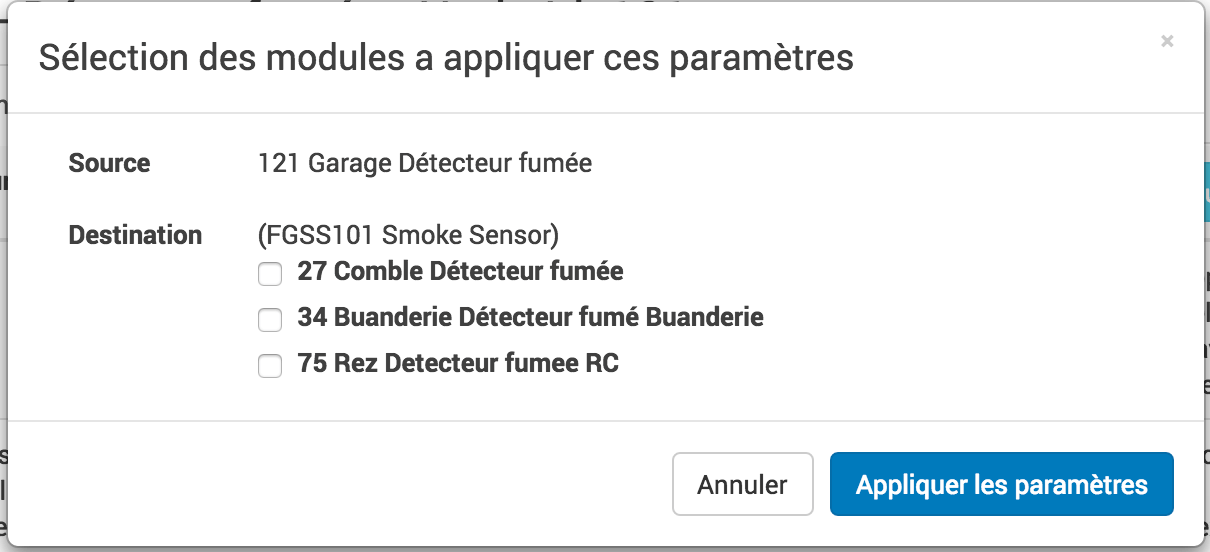 Sélection des modules a appliquer ces paramètres
×
Source 121 Garage Détecteur fumée
Destination (FGSS101 Smoke Sensor)
27 Comble Détecteur fumée
34 Buanderie Détecteur fumé Buanderie
75 Rez Detecteur fumee RC
Annuler Appliquer les paramètres